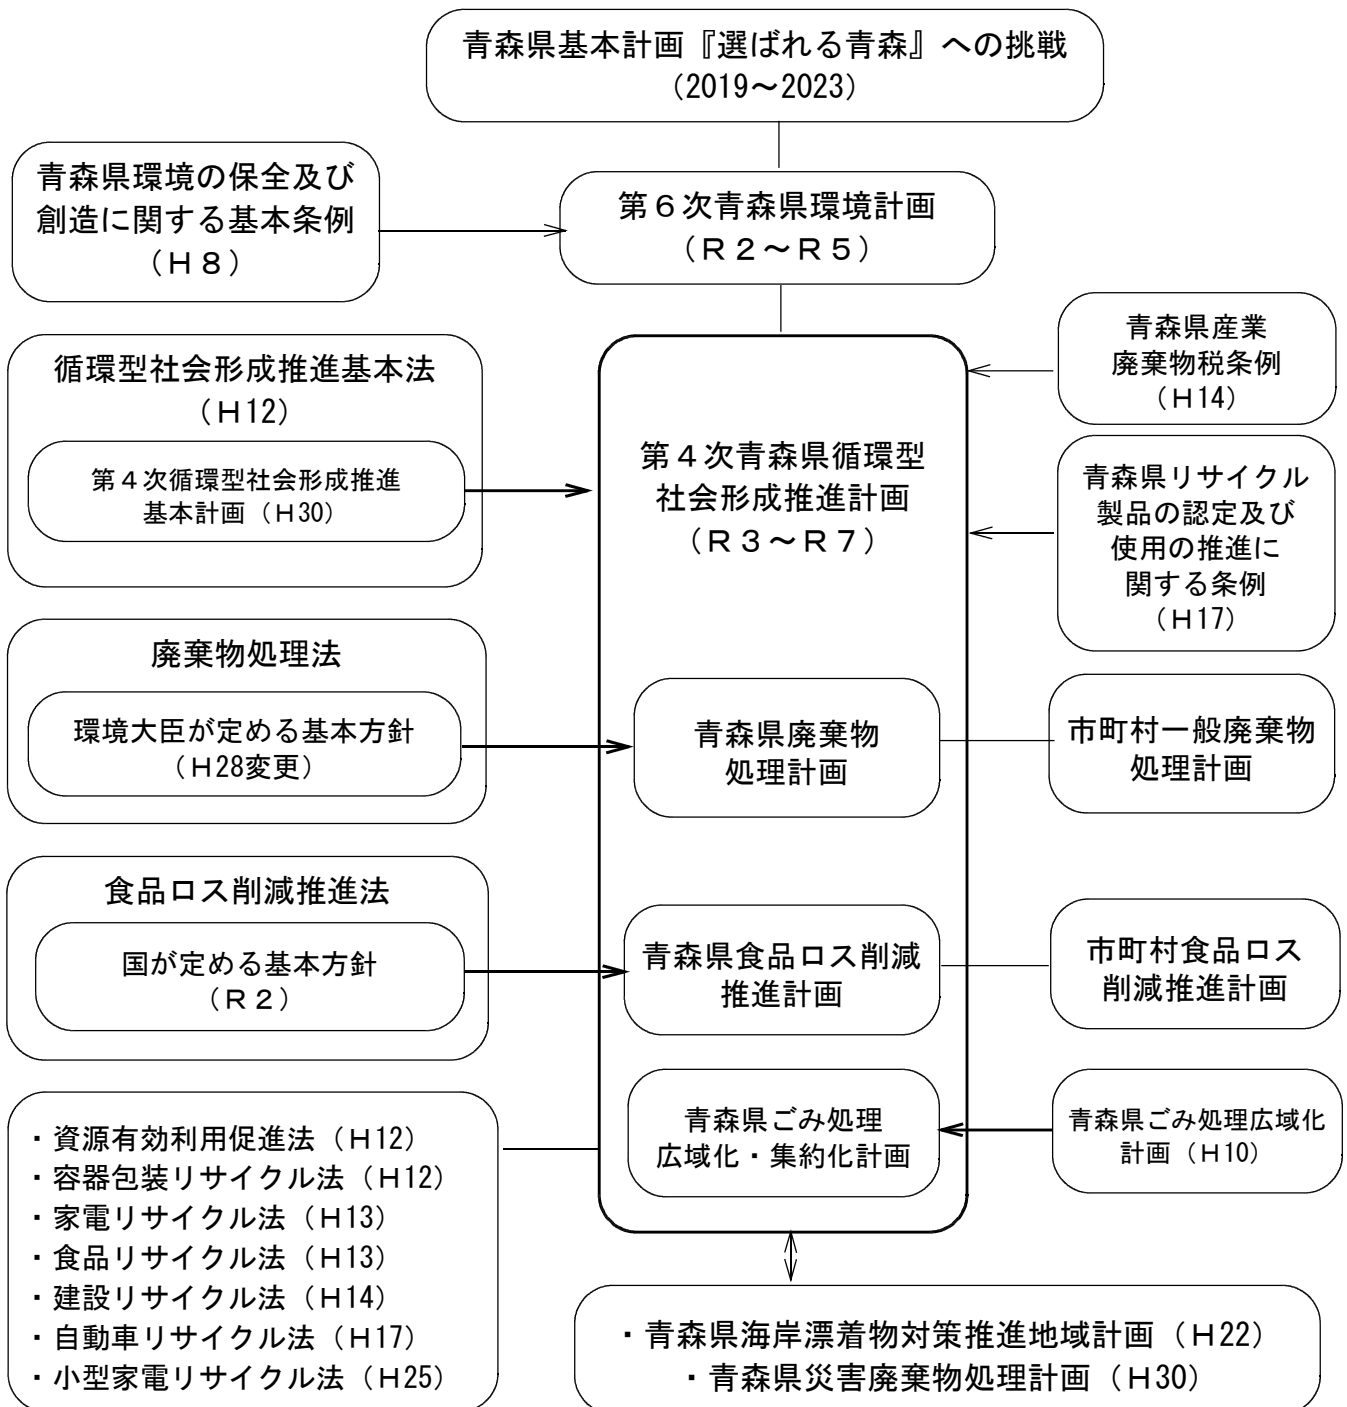 青森県基本計画『選ばれる青森』への挑戦
（2019～2023）
青森県環境の保全及び
創造に関する基本条例
（Ｈ８）
第６次青森県環境計画
（Ｒ２～Ｒ５）
循環型社会形成推進基本法
（Ｈ12）
第４次循環型社会形成推進
基本計画（Ｈ30）
第４次青森県循環型
社会形成推進計画
（Ｒ３～Ｒ７）
青森県産業
廃棄物税条例
（Ｈ14）
青森県リサイクル
製品の認定及び
使用の推進に
関する条例
（Ｈ17）
廃棄物処理法
環境大臣が定める基本方針
（Ｈ28変更）
青森県廃棄物
処理計画
市町村一般廃棄物
処理計画
食品ロス削減推進法
国が定める基本方針
（Ｒ２）
青森県食品ロス削減
推進計画
市町村食品ロス
削減推進計画
・資源有効利用促進法（Ｈ12）
・容器包装リサイクル法（Ｈ12）
・家電リサイクル法（Ｈ13）
・食品リサイクル法（Ｈ13）
・建設リサイクル法（Ｈ14）
・自動車リサイクル法（Ｈ17）
・小型家電リサイクル法（Ｈ25）
青森県ごみ処理
広域化・集約化計画
青森県ごみ処理広域化
計画（Ｈ10）
・青森県海岸漂着物対策推進地域計画（Ｈ22）
・青森県災害廃棄物処理計画（Ｈ30）